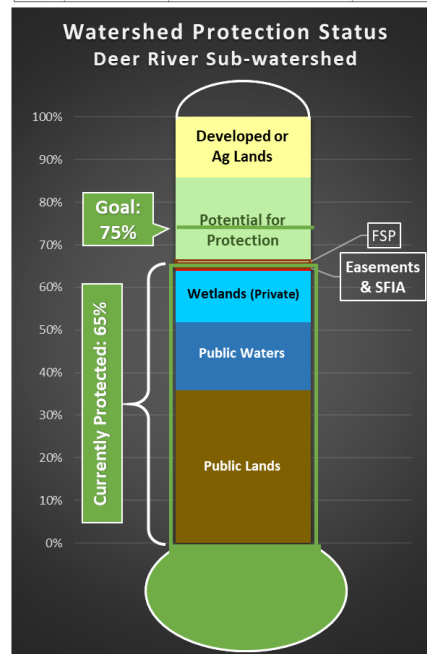 Watershed Protection Status
Deer River Sub-watershed
100%
Developed or
Ag Lands
90%
80%
Goal:
75%
Potential for
Protection
70%
FSP
Easements
& SFIA
60%
Wetlands (Private)
50%
Public Waters
40%
Currently Protected: 65%
30%
20%
Public Lands
10%
0%